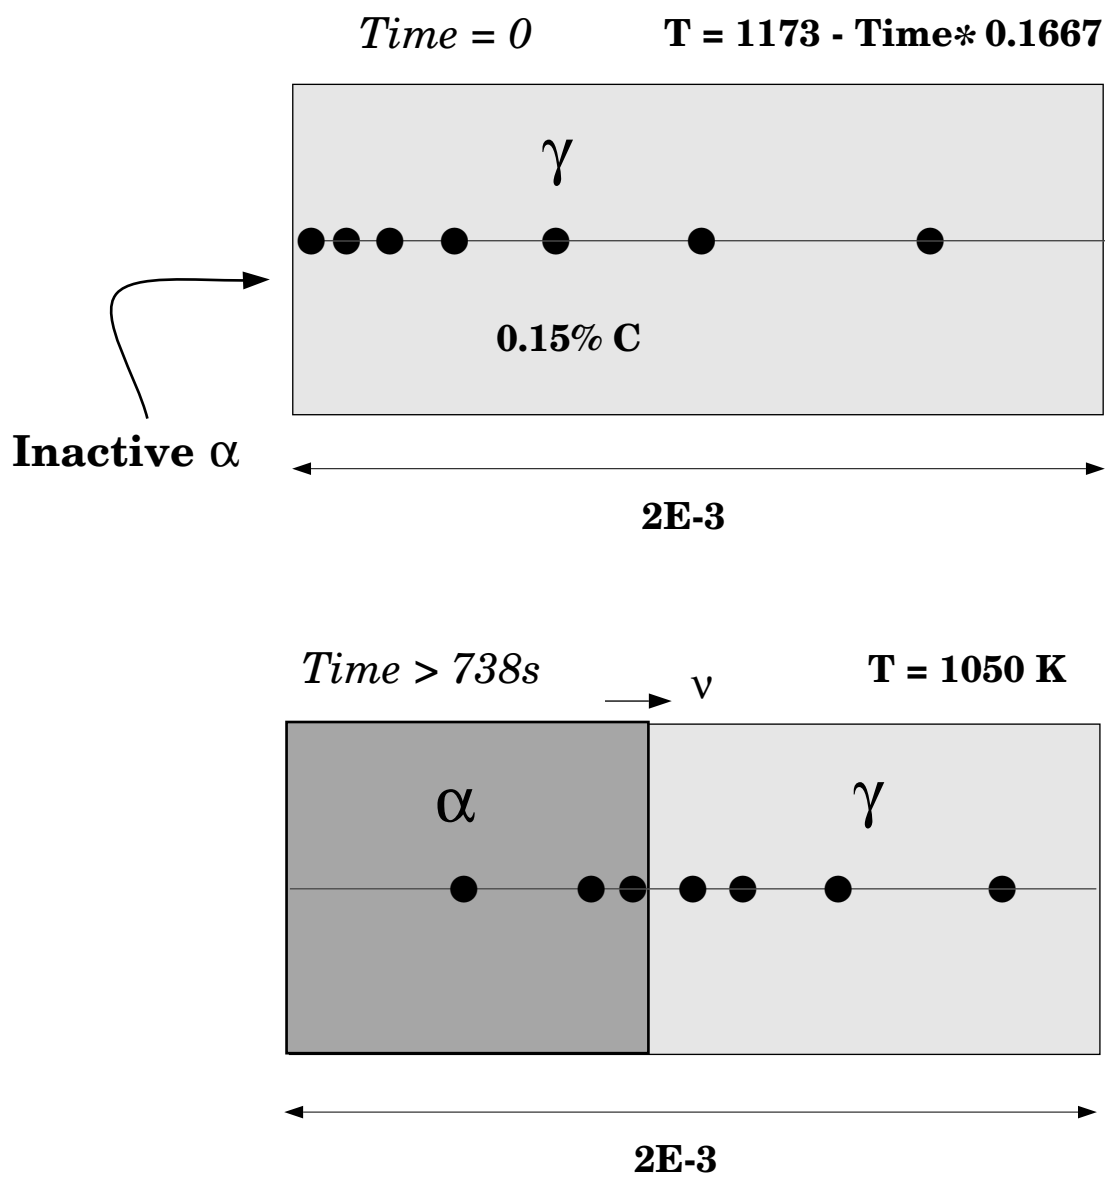 Time = 0
T = 1173 - Time* 0.1667
γ
0.15% C
Inactive α
2E-3
Time > 738s
ν
T = 1050 K
α
γ
2E-3